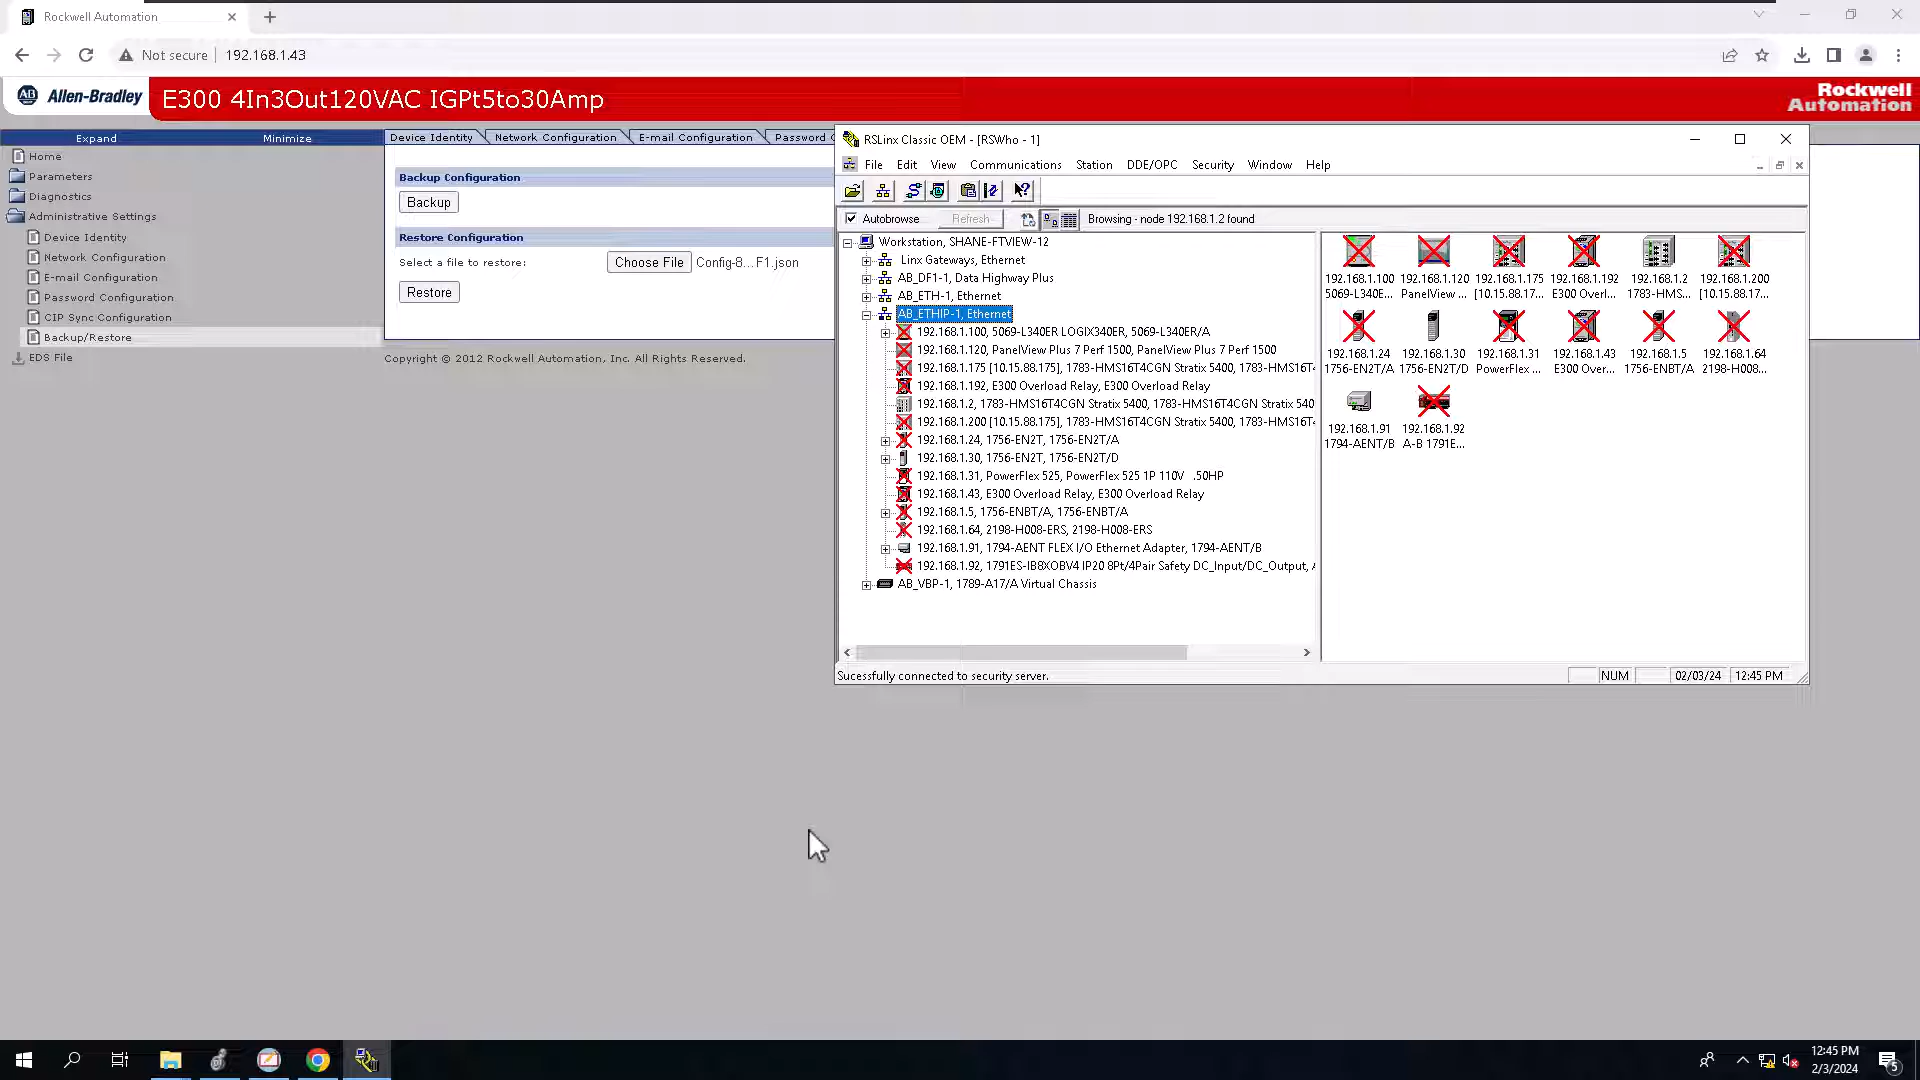 Rockwell Automation
Not secure
192.168.1.43
Allen-Bradley
E300 4In3Out120VAC IGPt5to30Amp
Rockwell
Automation
Expand
Minimize
Home
Parameters
Diagnostics
Administrative Settings
Device Identity
Network Configuration
E-mail Configuration
Password Configuration
CIP Sync Configuration
Backup/Restore
EDS File
Device Identity
Network Configuration
E-mail Configuration
Password C
Backup Configuration
Backup
Restore Configuration
Select a file to restore:
Choose File
Config-8...F1.json
Restore
Copyright © 2012 Rockwell Automation, Inc. All Rights Reserved.
RSLinx Classic OEM - [RSWho - 1]
File
Edit
View
Communications
Station
DDE/OPC
Security
Window
Help
Autobrowse
Refresh
Browsing - node 192.168.1.2 found
Workstation, SHANE-FTVIEW-12
Linx Gateways, Ethernet
AB_DF1-1, Data Highway Plus
AB_ETH-1, Ethernet
AB_ETHIP-1, Ethernet
192.168.1.100, 5069-L340ER LOGIX340ER, 5069-L340ER/A
192.168.1.120, PanelView Plus 7 Perf 1500, PanelView Plus 7 Perf 1500
192.168.1.175 [10.15.88.175], 1783-HMS16T4CGN Stratix 5400, 1783-HMS16T4
192.168.1.192, E300 Overload Relay, E300 Overload Relay
192.168.1.2, 1783-HMS16T4CGN Stratix 5400, 1783-HMS16T4CGN Stratix 540
192.168.1.200 [10.15.88.175], 1783-HMS16T4CGN Stratix 5400, 1783-HMS16T4
192.168.1.24, 1756-EN2T, 1756-EN2T/A
192.168.1.30, 1756-EN2T, 1756-EN2T/D
192.168.1.31, PowerFlex 525, PowerFlex 525 1P 110V .50HP
192.168.1.43, E300 Overload Relay, E300 Overload Relay
192.168.1.5, 1756-ENBT/A, 1756-ENBT/A
192.168.1.64, 2198-H008-ERS, 2198-H008-ERS
192.168.1.91, 1794-AENT FLEX I/O Ethernet Adapter, 1794-AENT/B
192.168.1.92, 1791ES-IB8XOBV4 IP20 8Pt/4Pair Safety DC_Input/DC_Output,
AB_VBP-1, 1789-A17/A Virtual Chassis
192.168.1.100 192.168.1.120 192.168.1.175 192.168.1.192 192.168.1.2 192.168.1.200
5069-L340E... PanelView ... [10.15.88.17... E300 Overl... 1783-HMS... [10.15.88.17...
192.168.1.24 192.168.1.30 192.168.1.31 192.168.1.43 192.168.1.5 192.168.1.64
1756-EN2T/A 1756-EN2T/D PowerFlex ... E300 Over... 1756-ENBT/A 2198-H008...
192.168.1.91 192.168.1.92
1794-AENT/B A-B 1791E...
Sucessfully connected to security server.
NUM
02/03/24
12:45 PM
12:45 PM
2/3/2024
5